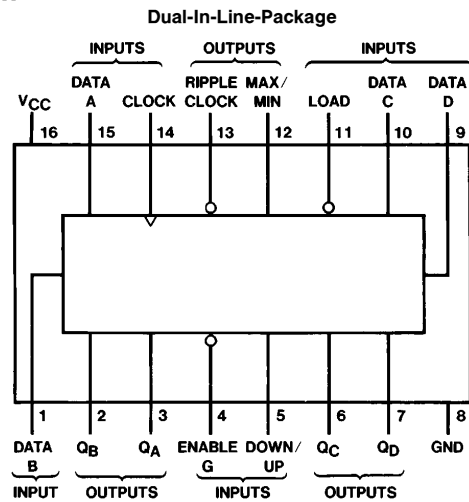 Dual-In-Line-Package
INPUTS OUTPUTS INPUTS
DATA RIPPLE MAX/ DATA DATA
VCC A CLOCK CLOCK MIN LOAD C D
16 15 14 13 12 11 10 9
1 2 3 4 5 6 7 8
DATA QB QA ENABLE DOWN/ QC QD GND
B G UP
INPUT OUTPUTS INPUTS OUTPUTS